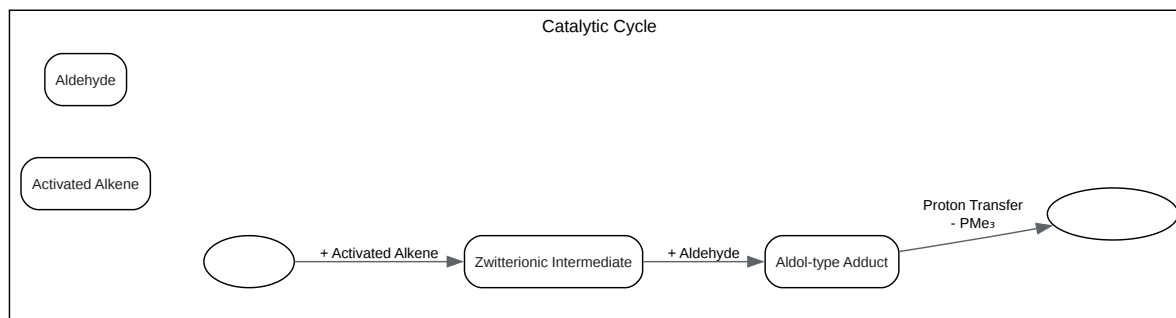 Catalytic Cycle
Aldehyde
Activated Alkene
+ Activated Alkene
Zwitterionic Intermediate
+ Aldehyde
Aldol-type Adduct
Proton Transfer
- PMe₃